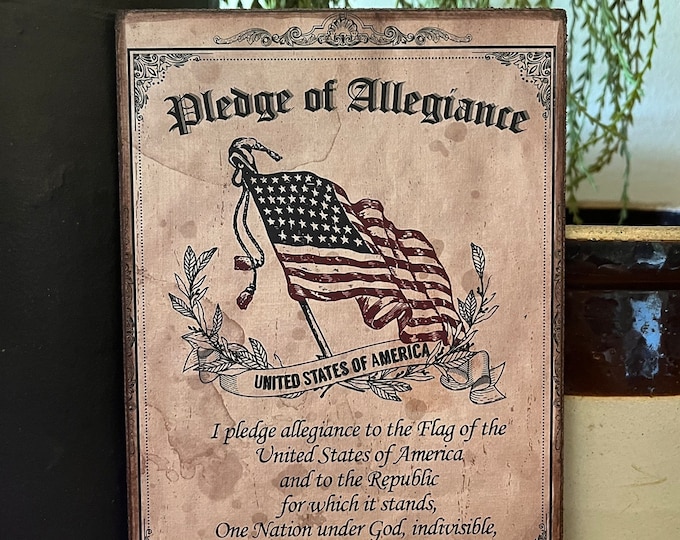 Pledge of Allegiance
UNITED STATES OF AMERICA
I pledge allegiance to the Flag of the
United States of America
and to the Republic
for which it stands,
One Nation under God, indivisible,